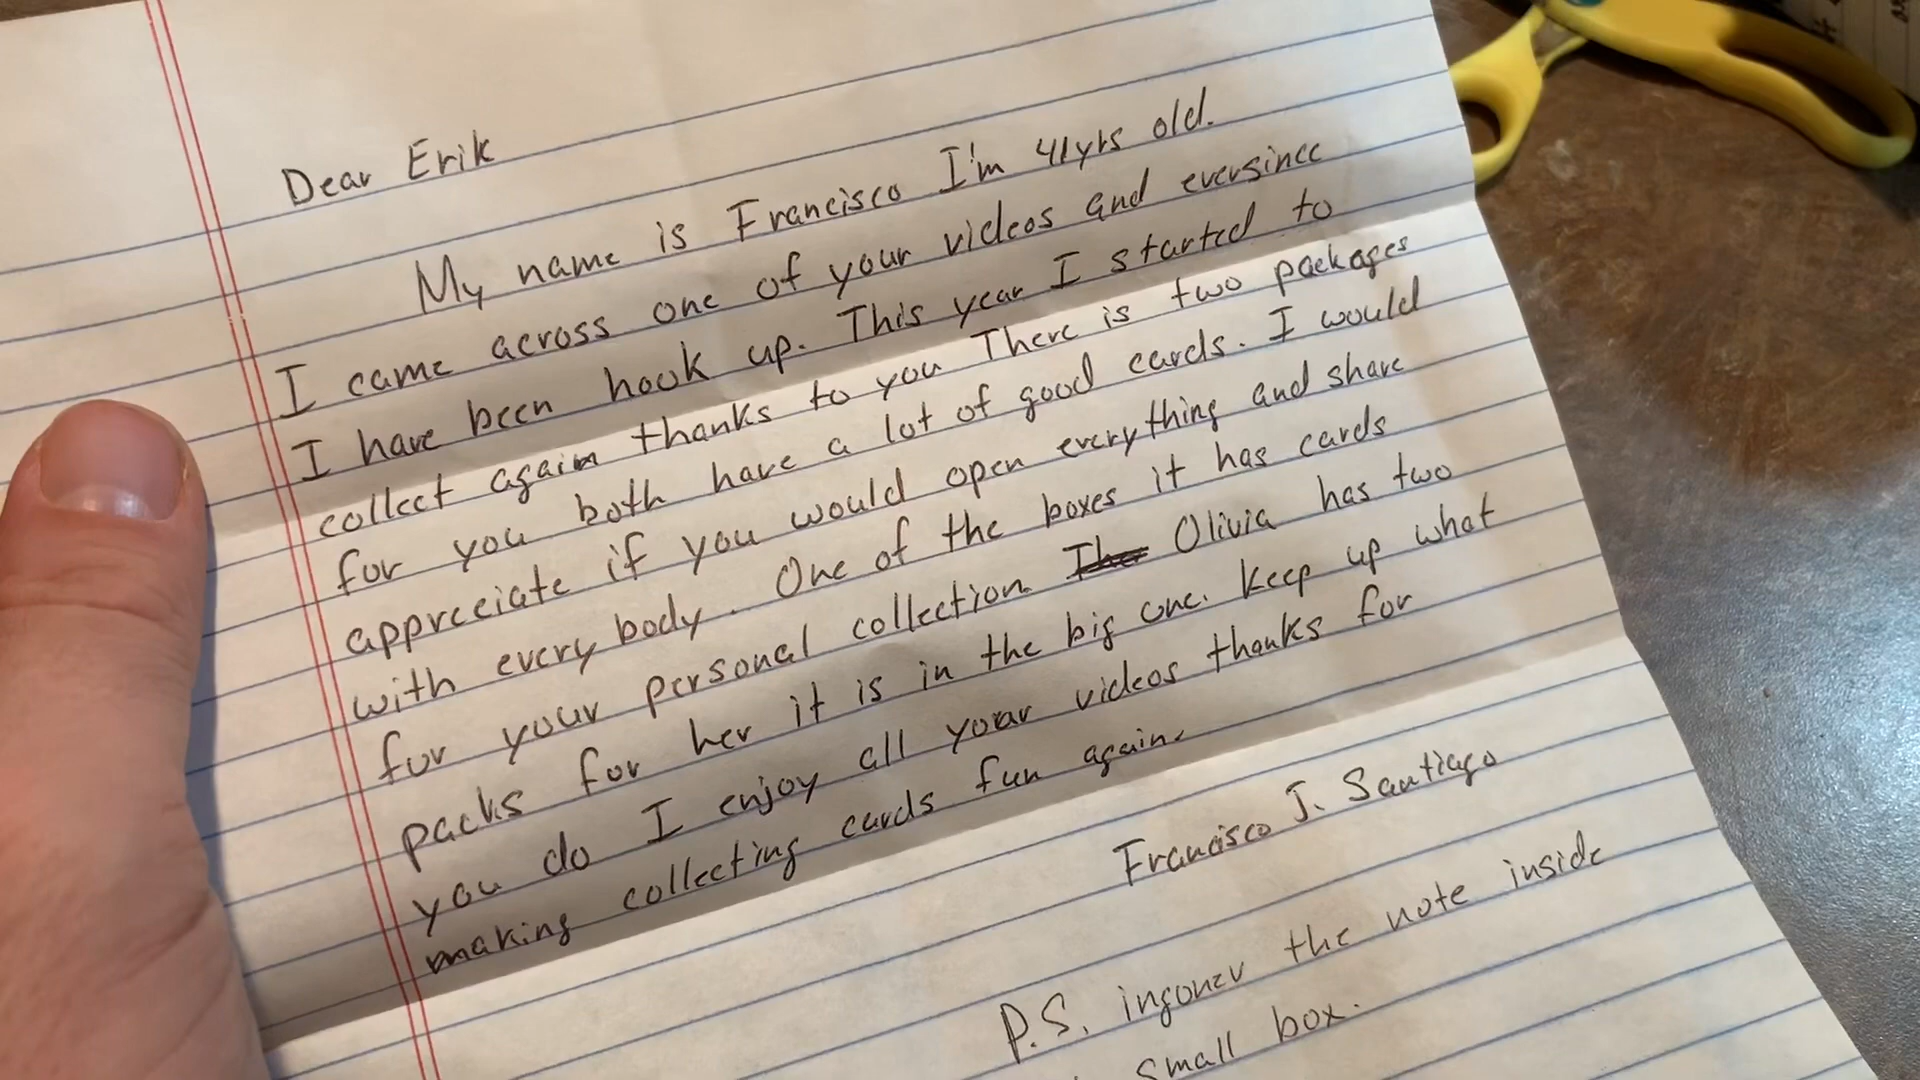 Dear Erik
My name is Francisco I'm 41yrs old.
I came across one of your videos and eversince
I have been hook up. This year I started to
collect again thanks to you There is two packages
for you both have a lot of good cards. I would
appreciate if you would open everything and share
with every body. One of the boxes it has cards
for your personal collection Olivia has two
packs for her it is in the big one. Keep up what
you do I enjoy all your videos thanks for
making collecting cards fun again.
Francisco J. Santiago
P.S. ingoner the note inside
small box.